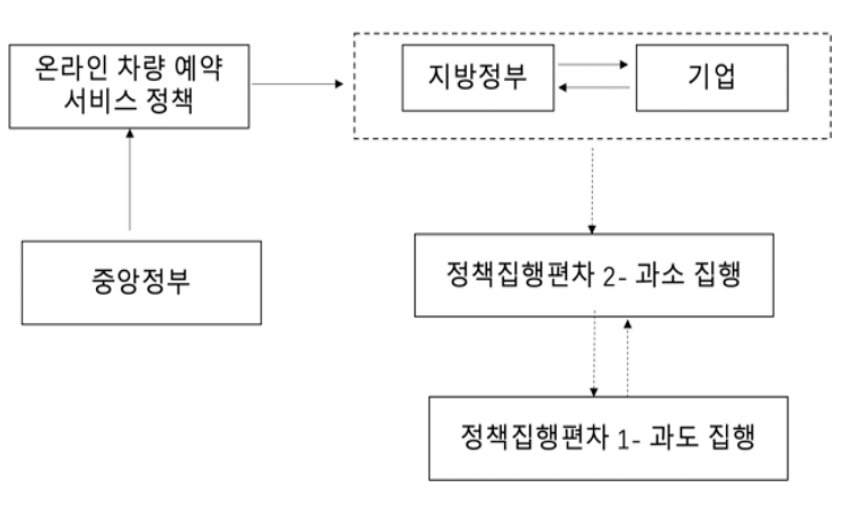 온라인 차량 예약
서비스 정책
지방정부
기업
중앙정부
정책집행편차 2- 과소 집행
정책집행편차 1- 과도 집행